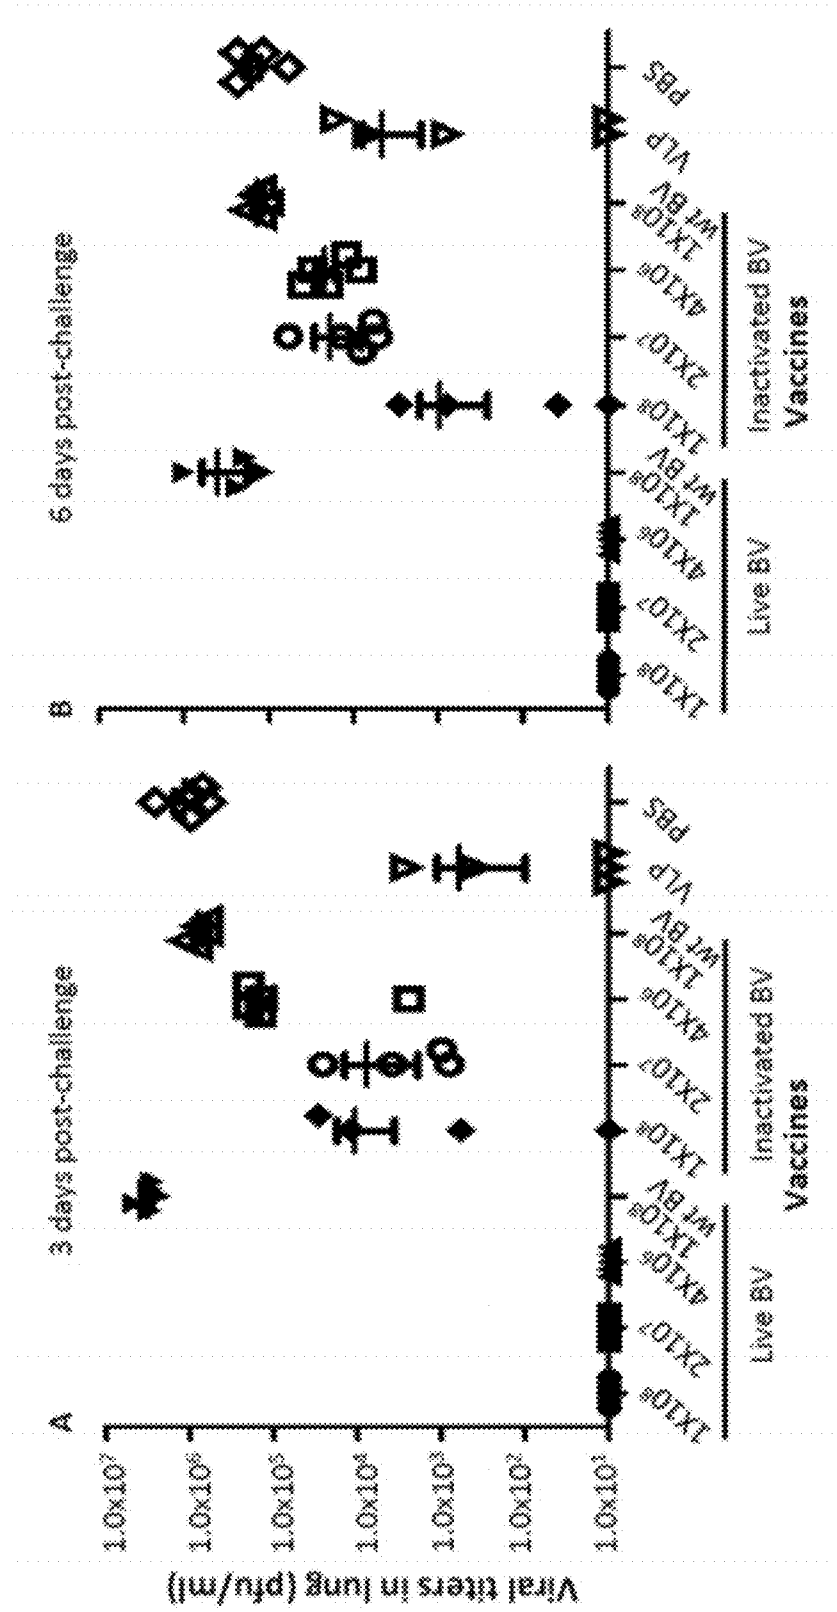 A
3 days post-challenge
Viral titers in lung (pfu/ml)
1.0x10⁷
1.0x10⁶
1.0x10⁵
1.0x10⁴
1.0x10³
1.0x10²
1.0x10¹
1X10⁸
2X10⁷
4X10⁶
1X10⁸ wt BV
1X10⁸
2X10⁷
4X10⁶
1X10⁸ wt BV
VLP
PBS
Live BV
Inactivated BV
Vaccines
B
6 days post-challenge
1X10⁸
2X10⁷
4X10⁶
1X10⁸ wt BV
1X10⁸
2X10⁷
4X10⁶
1X10⁸ wt BV
VLP
PBS
Live BV
Inactivated BV
Vaccines